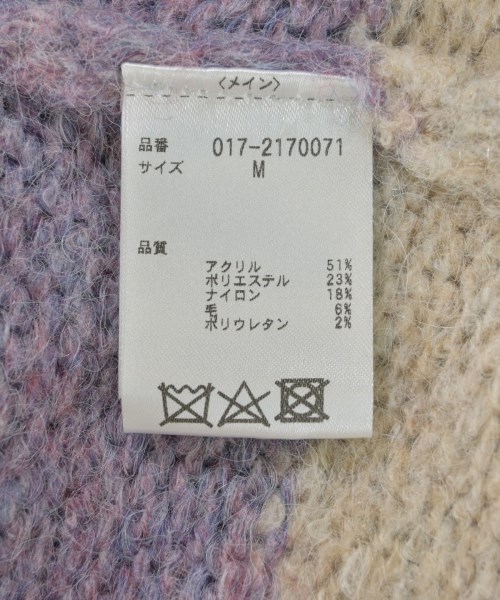 〈メイン〉
品番 017-2170071
サイズ M
品質
アクリル 51%
ポリエステル 23%
ナイロン 18%
毛 6%
ポリウレタン 2%